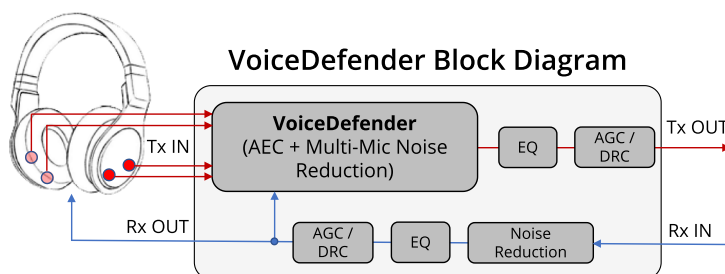 VoiceDefender Block Diagram
VoiceDefender
(AEC + Multi-Mic Noise
Reduction)
Tx IN
EQ
AGC /
DRC
Tx OUT
Rx OUT
AGC /
DRC
EQ
Noise
Reduction
Rx IN